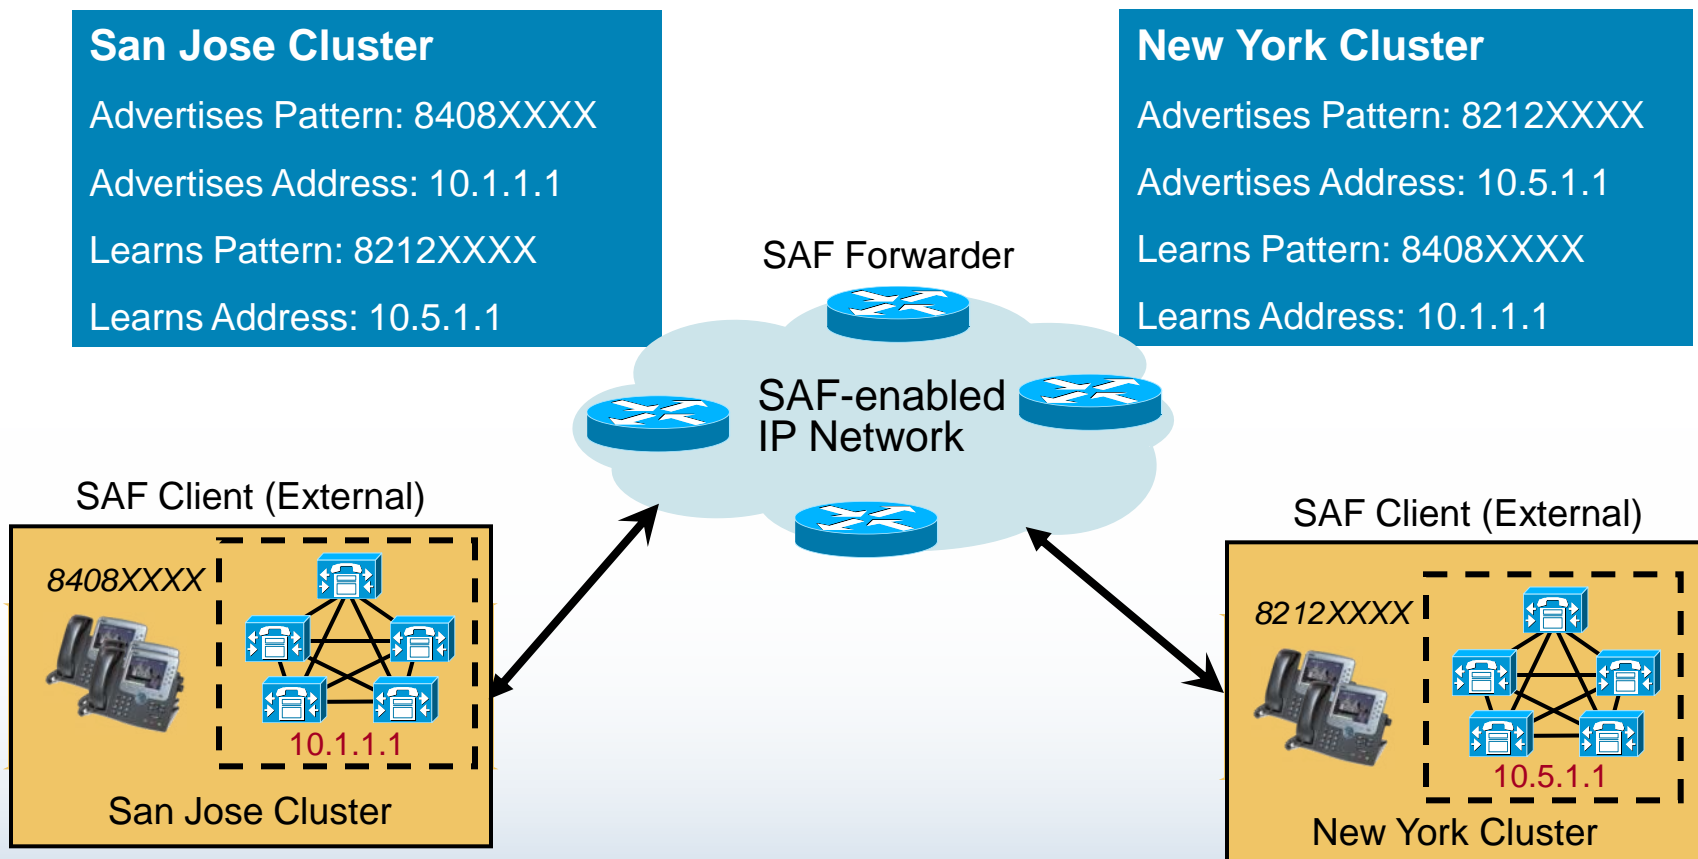 San Jose Cluster
Advertises Pattern: 8408XXXX
Advertises Address: 10.1.1.1
Learns Pattern: 8212XXXX
Learns Address: 10.5.1.1
New York Cluster
Advertises Pattern: 8212XXXX
Advertises Address: 10.5.1.1
Learns Pattern: 8408XXXX
Learns Address: 10.1.1.1
SAF Forwarder
SAF-enabled
IP Network
SAF Client (External)
8408XXXX
10.1.1.1
San Jose Cluster
SAF Client (External)
8212XXXX
10.5.1.1
New York Cluster